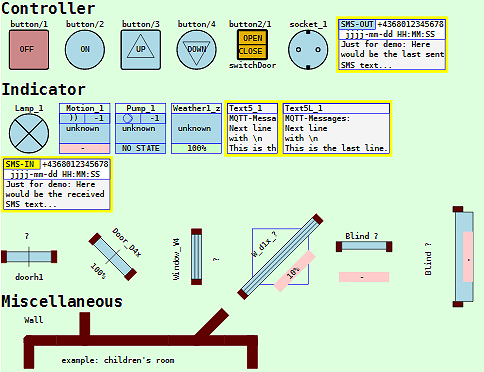 Controller
button/1
button/2
button/3
button/4
button2/1
socket_1
OFF
ON
UP
DOWN
OPEN
CLOSE
switchDoor
SMS-OUT +4368012345678
jjjj-mm-dd HH:MM:SS
Just for demo: Here
would be the last sent
SMS text...
Indicator
Lamp_1
Motion_1
)) -1
unknown
-
Pump_1
-1
unknown
NO STATE
Weather1_z
unknown
100%
Text5_1
MQTT-Messa
Next line
with \n
This is th
Text5L_1
MQTT-Messages:
Next line
with \n
This is the last line.
SMS-IN +4368012345678
jjjj-mm-dd HH:MM:SS
Just for demo: Here
would be the received
SMS text...
?
doorh1
Door_D4x
100%
Window_V4
?
W_d1x_?
10%
Blind ?
-
Blind ?
-
Miscellaneous
Wall
example: children's room